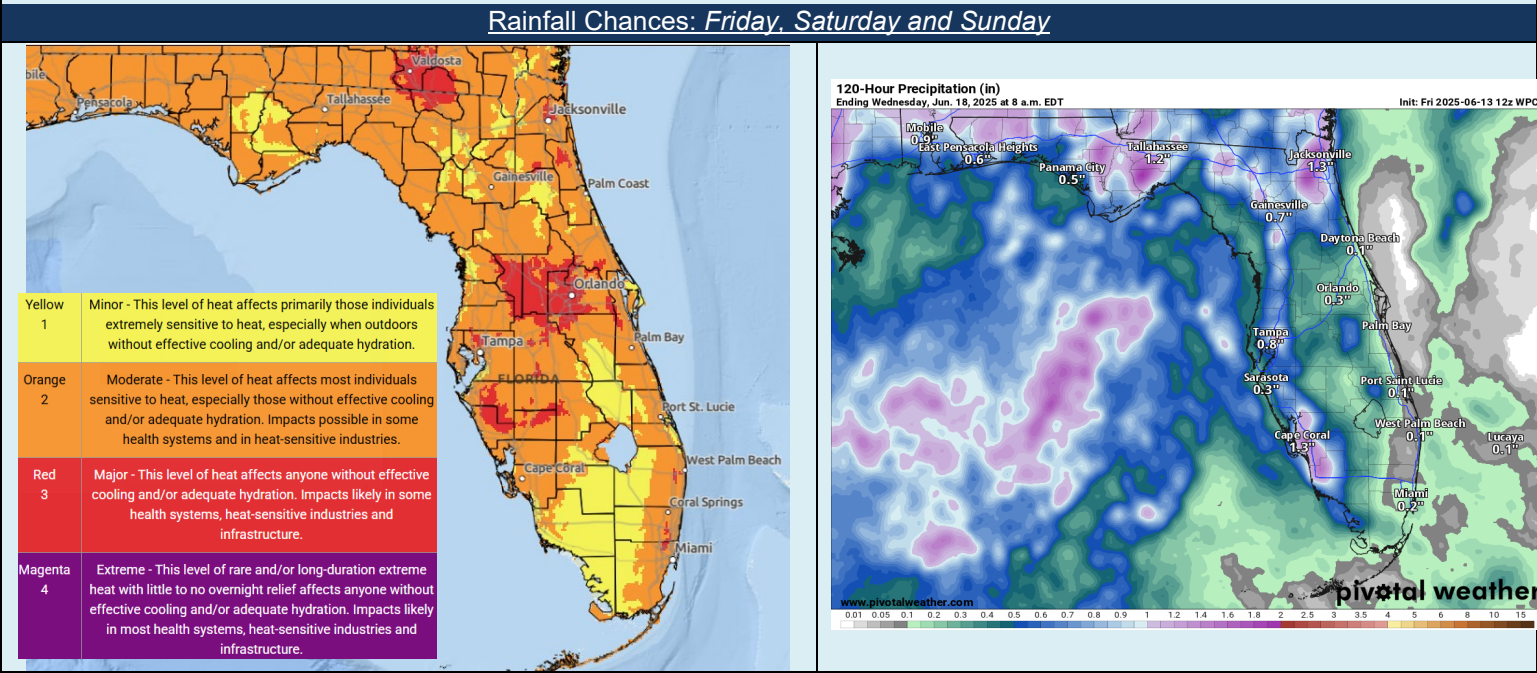 Rainfall Chances: Friday, Saturday and Sunday
Valdosta
Pensacola
Tallahassee
Jacksonville
Gainesville
Palm Coast
Orlando
Palm Bay
Tampa
FLORIDA
Port St. Lucie
Cape Coral
West Palm Beach
Coral Springs
Miami
Yellow
1
Minor - This level of heat affects primarily those individuals
extremely sensitive to heat, especially when outdoors
without effective cooling and/or adequate hydration.
Orange
2
Moderate - This level of heat affects most individuals
sensitive to heat, especially those without effective cooling
and/or adequate hydration. Impacts possible in some
health systems and in heat-sensitive industries.
Red
3
Major - This level of heat affects anyone without effective
cooling and/or adequate hydration. Impacts likely in some
health systems, heat-sensitive industries and
infrastructure.
Magenta
4
Extreme - This level of rare and/or long-duration extreme
heat with little to no overnight relief affects anyone without
effective cooling and/or adequate hydration. Impacts likely
in most health systems, heat-sensitive industries and
infrastructure.
120-Hour Precipitation (in)
Ending Wednesday, Jun. 18, 2025 at 8 a.m. EDT
Init: Fri 2025-06-13 12z WPC
Mobile
0.9"
East Pensacola Heights
0.6"
Panama City
0.5"
Tallahassee
1.2"
Jacksonville
1.3"
Gainesville
0.7"
Daytona Beach
0.1"
Orlando
0.3"
Palm Bay
Tampa
0.8"
Sarasota
0.3"
Port Saint Lucie
0.1"
West Palm Beach
0.1"
Cape Coral
1.3"
Lucaya
0.1"
Miami
0.2"
www.pivotalweather.com
pivotal weather
0.01 0.05 0.1 0.2 0.3 0.4 0.5 0.6 0.7 0.8 0.9 1 1.2 1.4 1.6 1.8 2 2.5 3 3.5 4 5 6 8 10 15